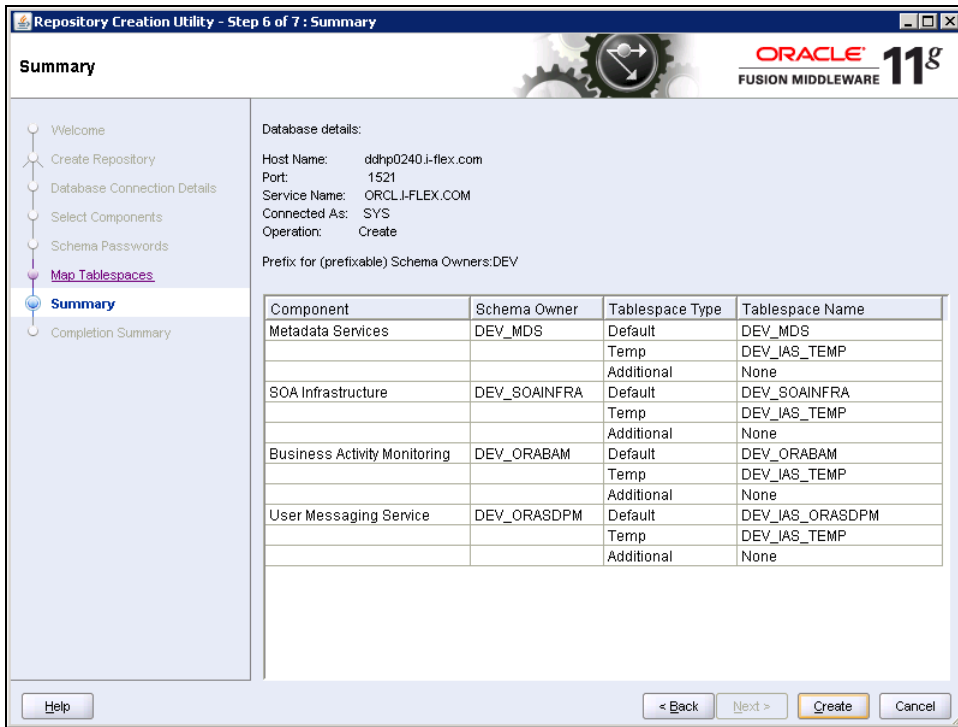 Repository Creation Utility - Step 6 of 7 : Summary
Summary
ORACLE
FUSION MIDDLEWARE 11g
Welcome
Create Repository
Database Connection Details
Select Components
Schema Passwords
Map Tablespaces
Summary
Completion Summary
Database details:
Host Name: ddhp0240.i-flex.com
Port: 1521
Service Name: ORCL.I-FLEX.COM
Connected As: SYS
Operation: Create
Prefix for (prefixable) Schema Owners:DEV
Component Schema Owner Tablespace Type Tablespace Name
Metadata Services DEV_MDS Default DEV_MDS
Temp DEV_IAS_TEMP
Additional None
SOA Infrastructure DEV_SOAINFRA Default DEV_SOAINFRA
Temp DEV_IAS_TEMP
Additional None
Business Activity Monitoring DEV_ORABAM Default DEV_ORABAM
Temp DEV_IAS_TEMP
Additional None
User Messaging Service DEV_ORASDPM Default DEV_IAS_ORASDPM
Temp DEV_IAS_TEMP
Additional None
Help < Back Next > Create Cancel